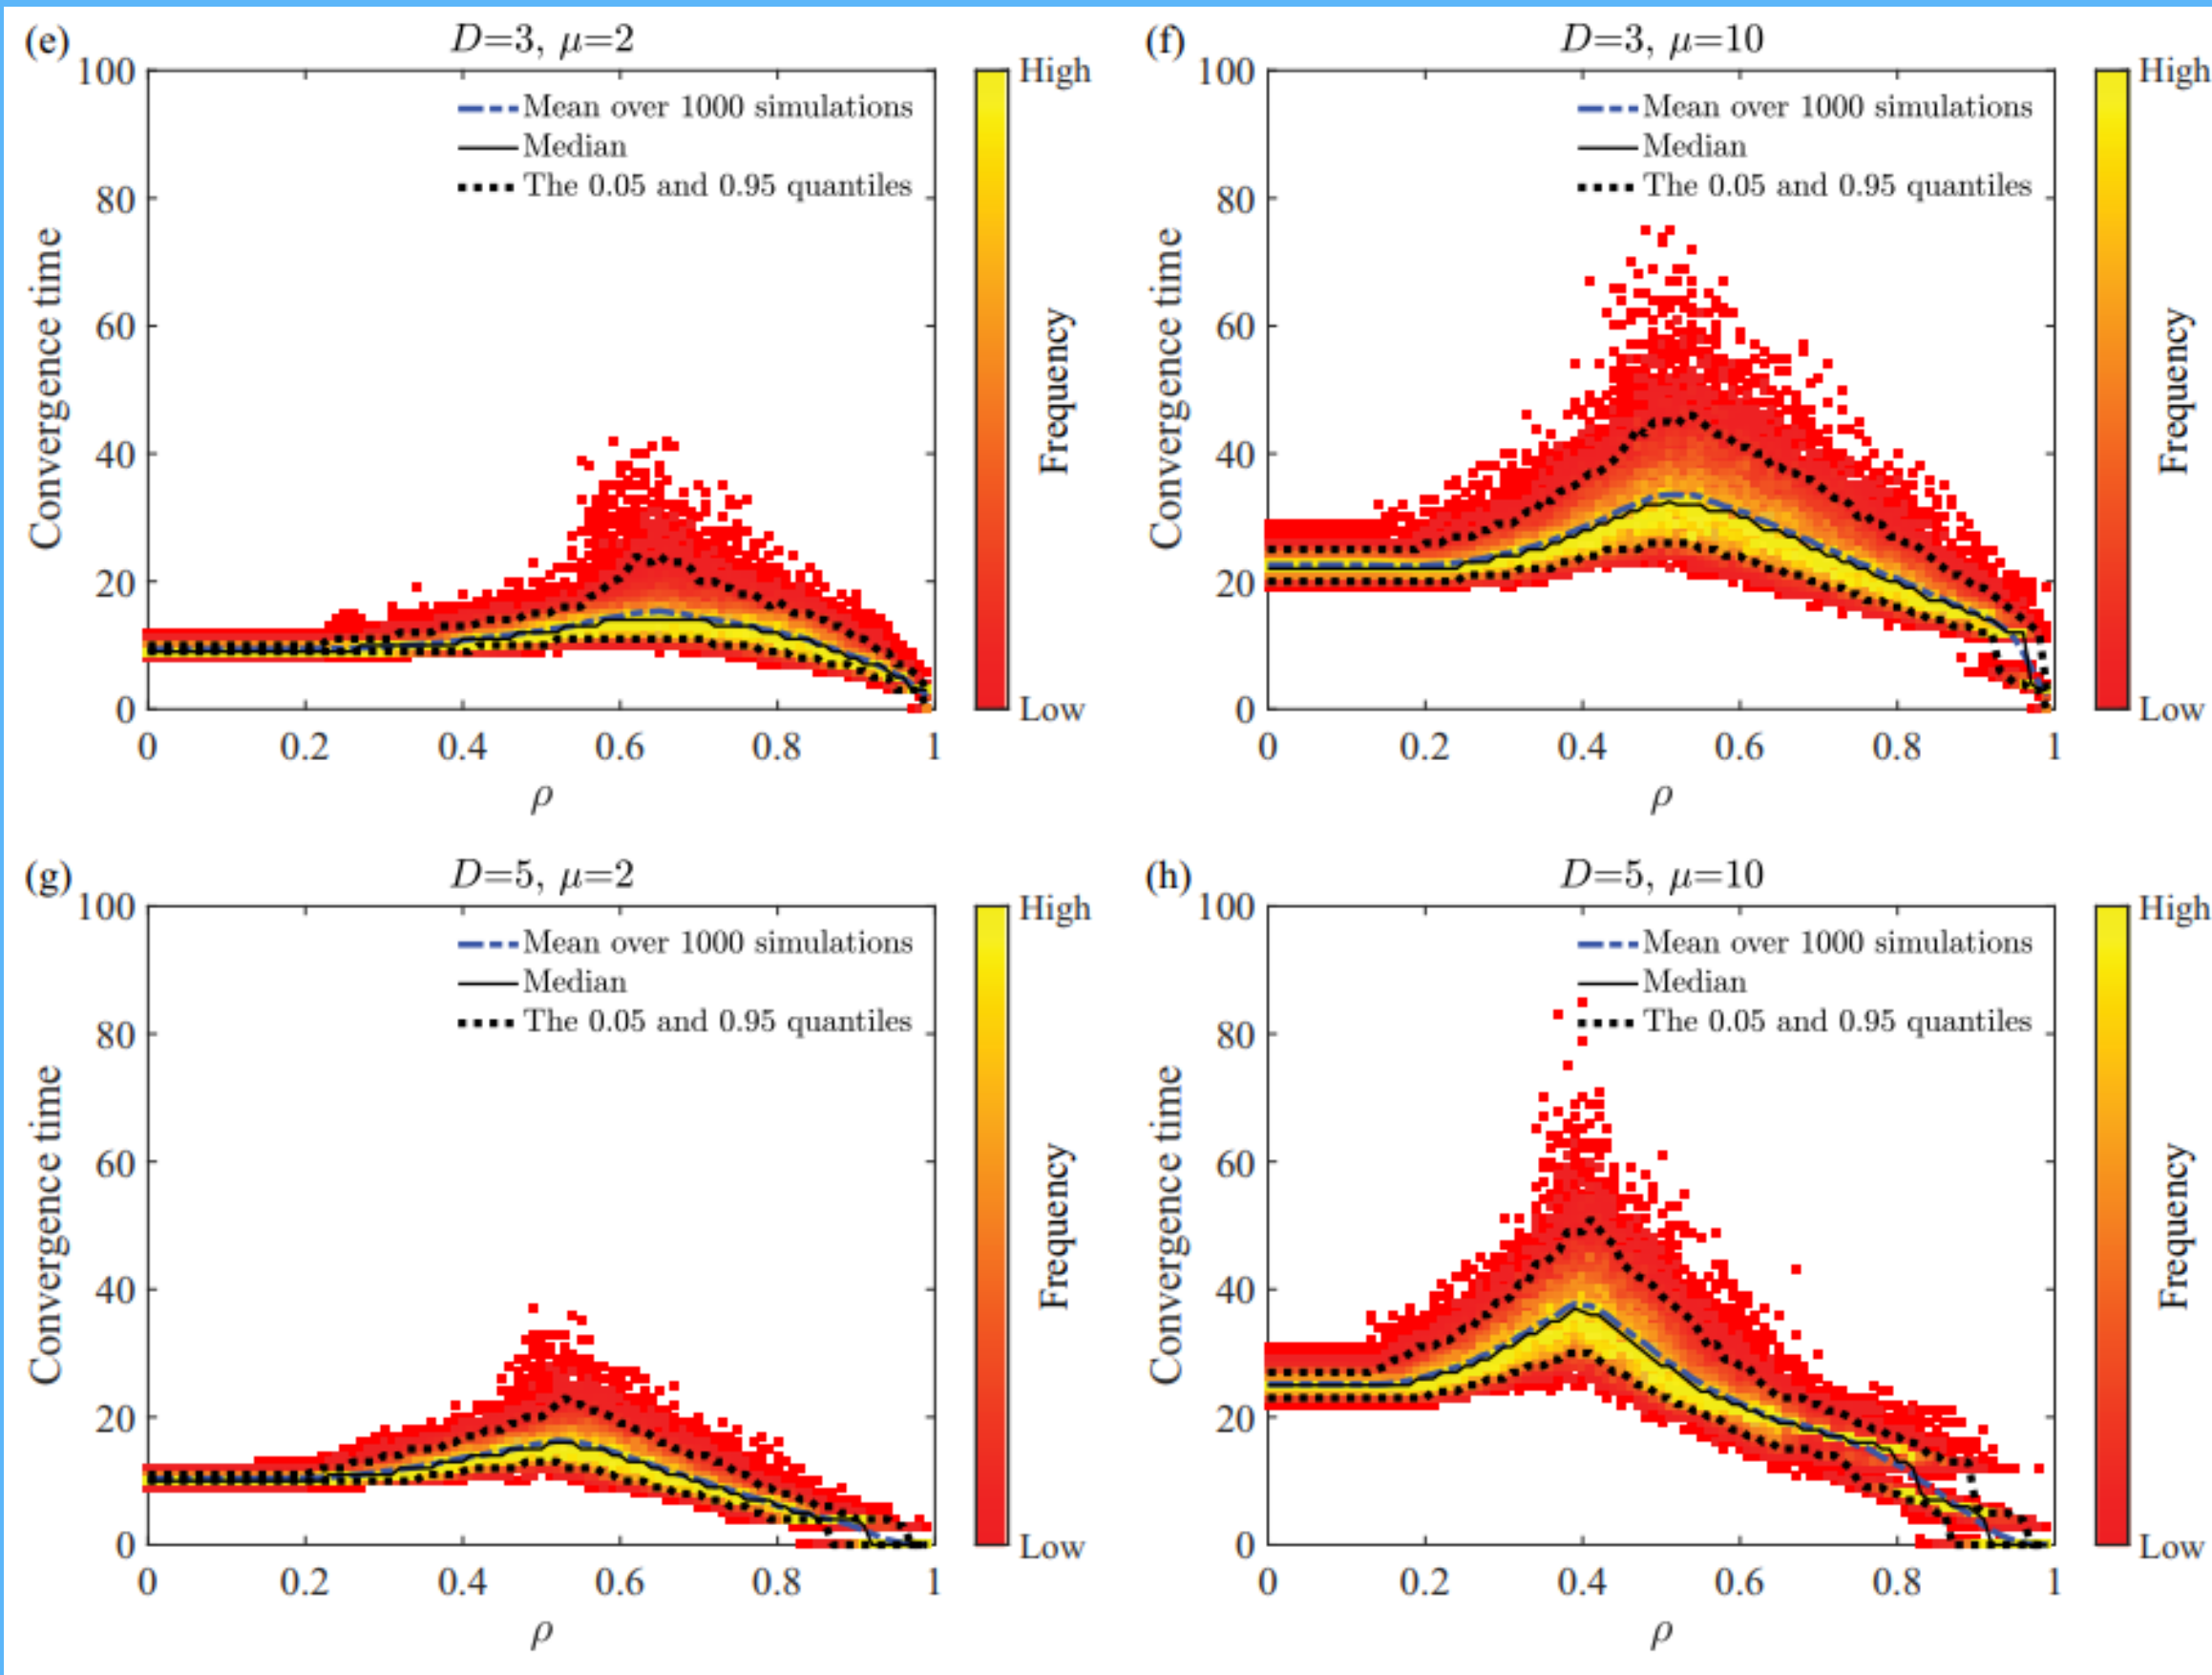 (e) D=3, μ=2
100
80
60
40
20
0
Convergence time
Mean over 1000 simulations
Median
The 0.05 and 0.95 quantiles
0 0.2 0.4 0.6 0.8 1
ρ
High
Frequency
Low
(f) D=3, μ=10
100
80
60
40
20
0
Convergence time
Mean over 1000 simulations
Median
The 0.05 and 0.95 quantiles
0 0.2 0.4 0.6 0.8 1
ρ
High
Frequency
Low
(g) D=5, μ=2
100
80
60
40
20
0
Convergence time
Mean over 1000 simulations
Median
The 0.05 and 0.95 quantiles
0 0.2 0.4 0.6 0.8 1
ρ
High
Frequency
Low
(h) D=5, μ=10
100
80
60
40
20
0
Convergence time
Mean over 1000 simulations
Median
The 0.05 and 0.95 quantiles
0 0.2 0.4 0.6 0.8 1
ρ
High
Frequency
Low